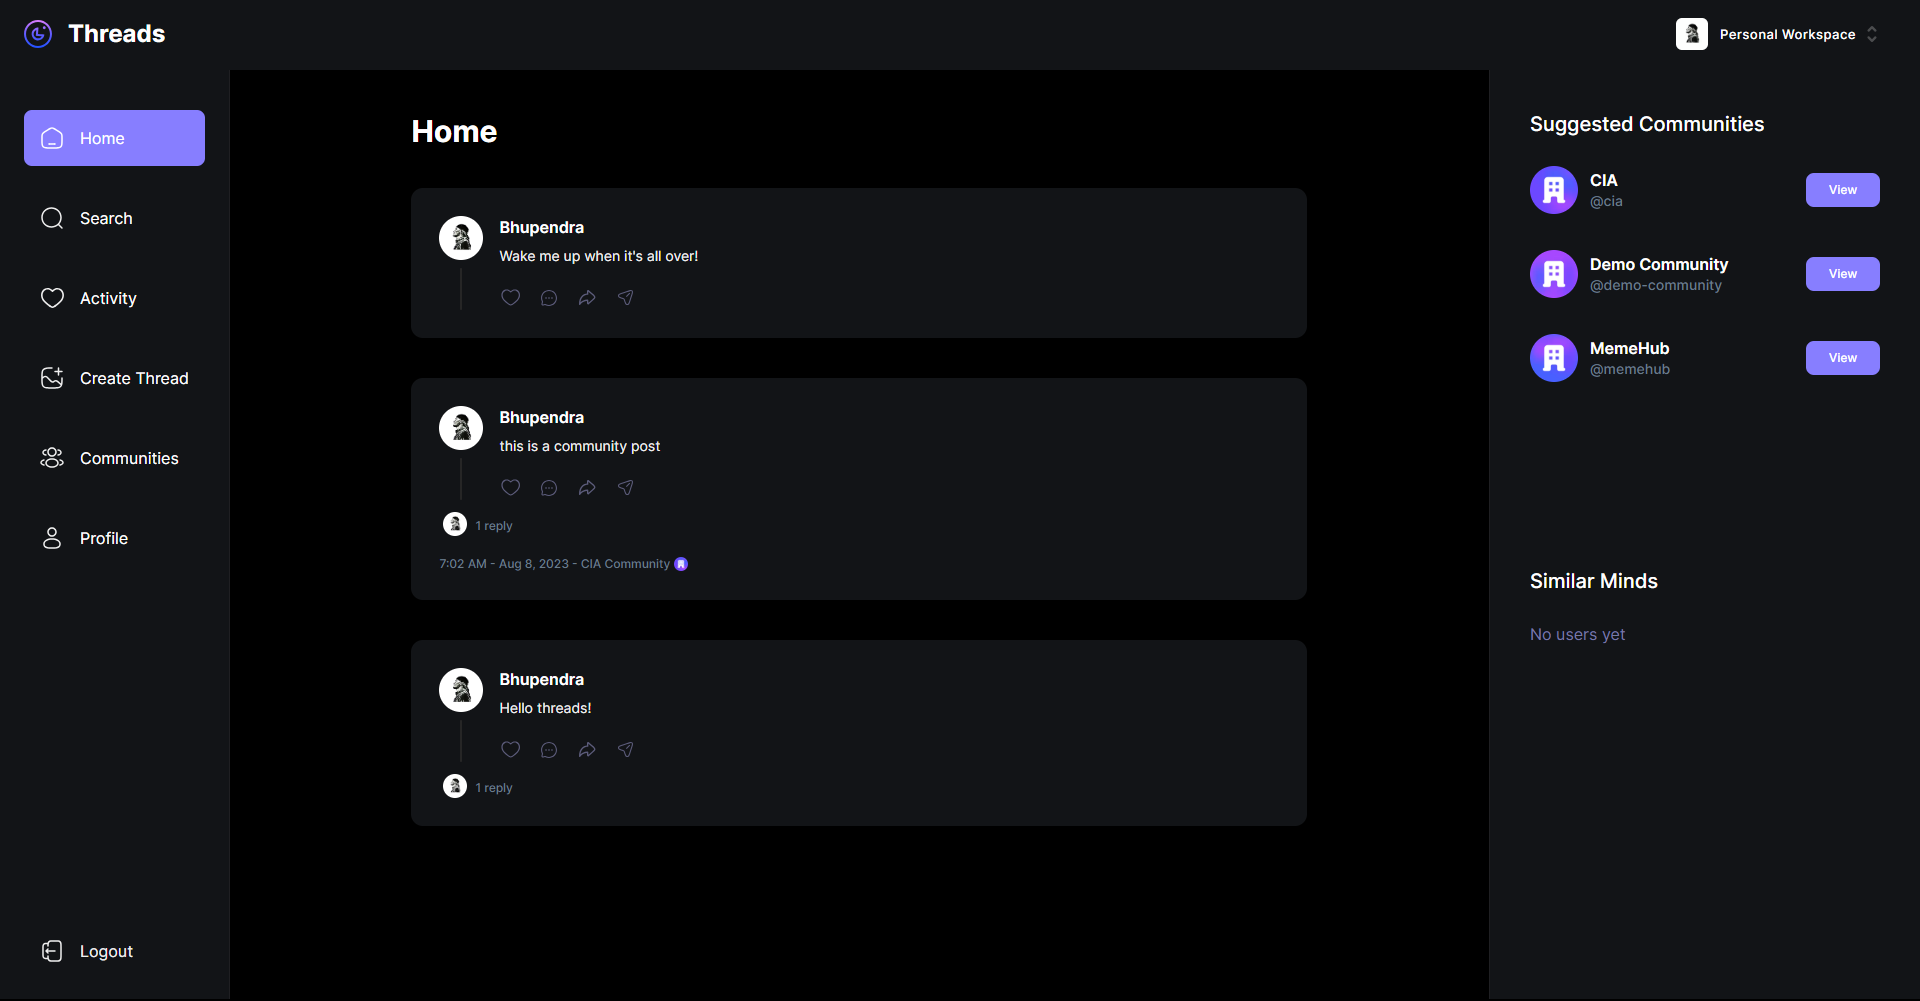 Threads
Personal Workspace
Home
Search
Activity
Create Thread
Communities
Profile
Logout
Home
Bhupendra
Wake me up when it's all over!
Bhupendra
this is a community post
1 reply
7:02 AM - Aug 8, 2023 - CIA Community
Bhupendra
Hello threads!
1 reply
Suggested Communities
CIA
@cia
View
Demo Community
@demo-community
View
MemeHub
@memehub
View
Similar Minds
No users yet